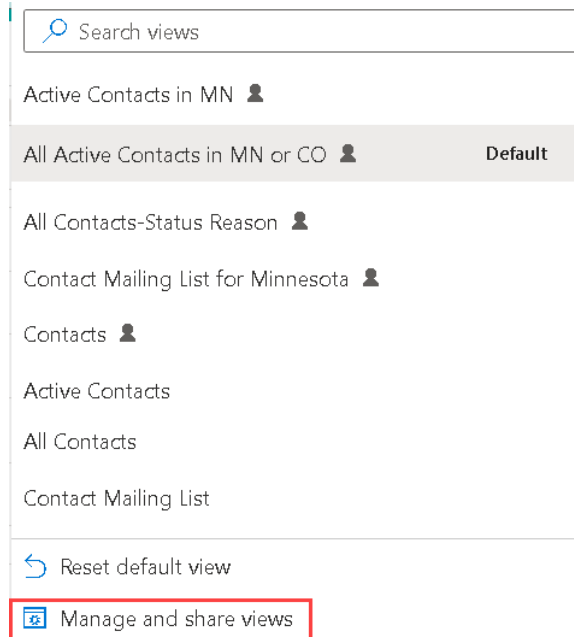 Search views
Active Contacts in MN
All Active Contacts in MN or CO Default
All Contacts-Status Reason
Contact Mailing List for Minnesota
Contacts
Active Contacts
All Contacts
Contact Mailing List
Reset default view
Manage and share views